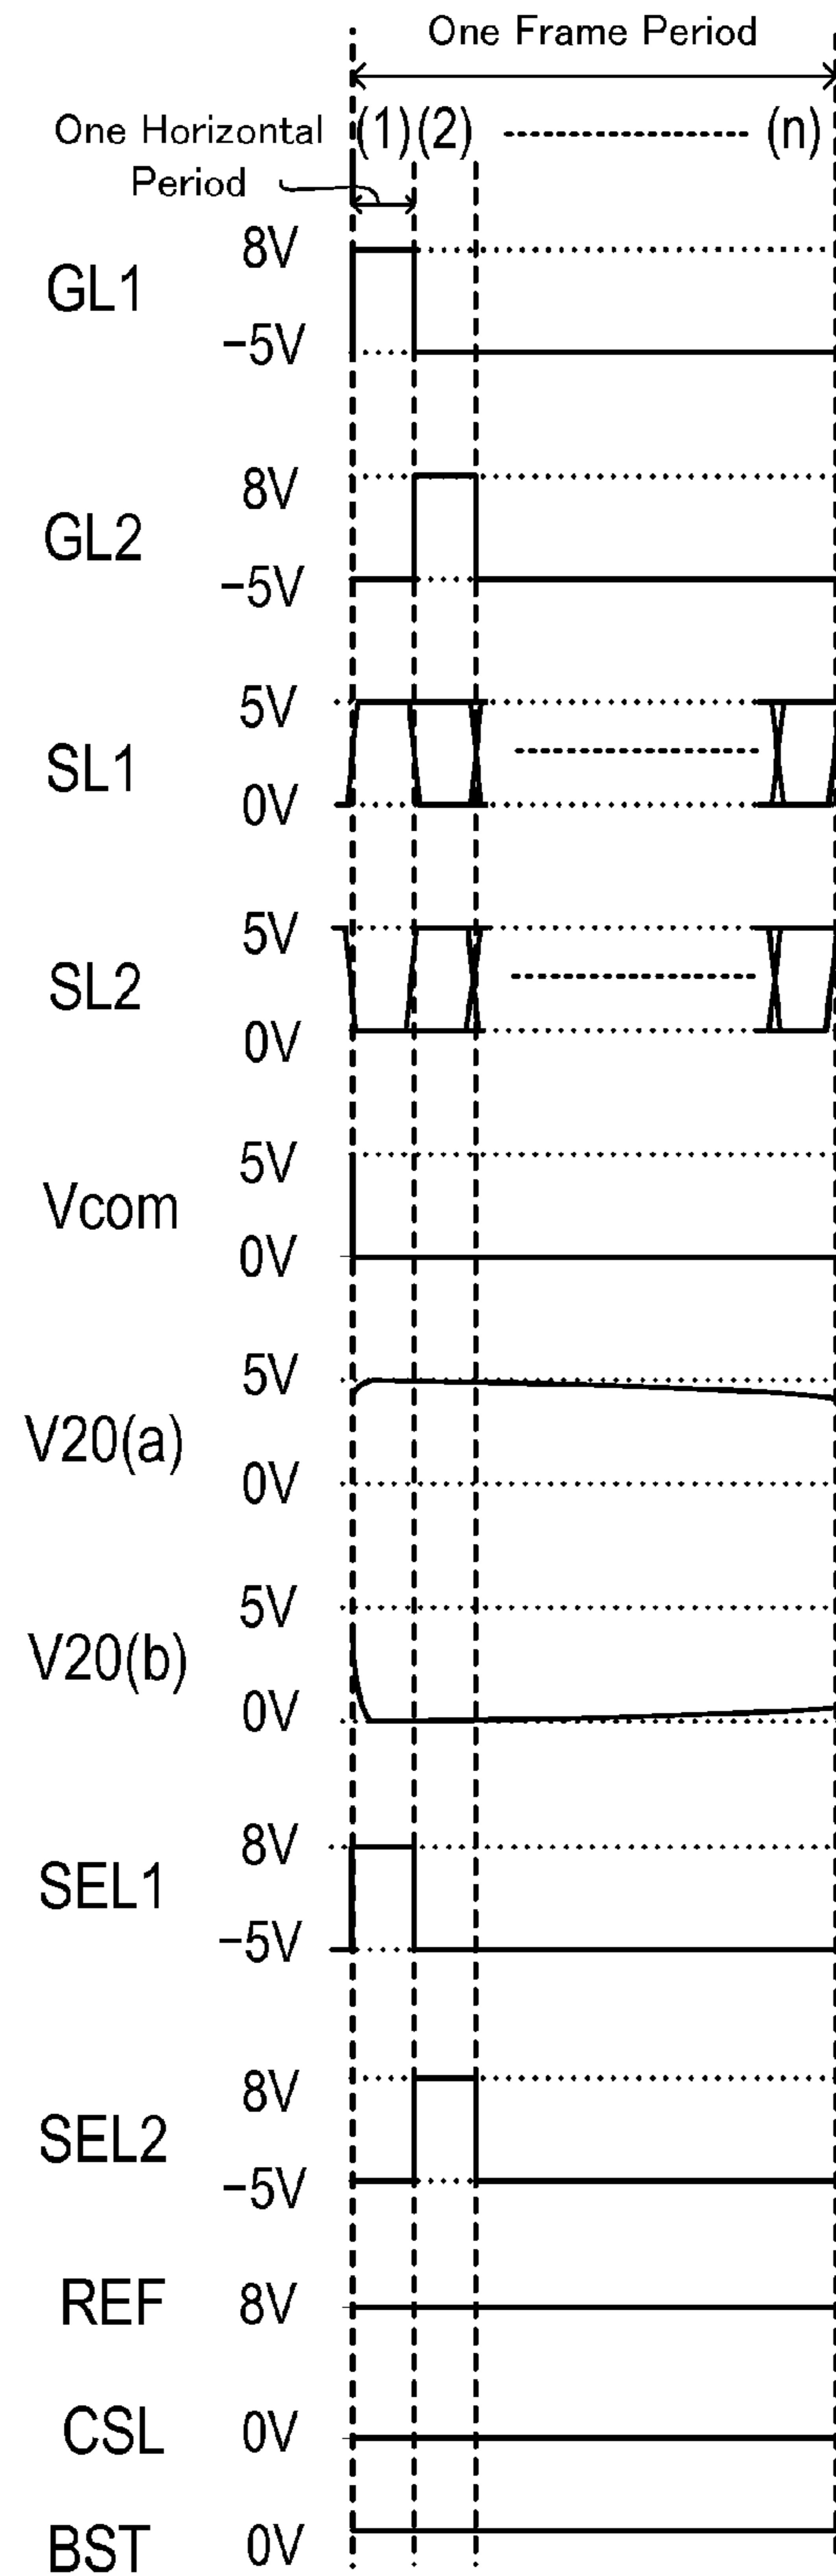 One Frame Period
One Horizontal Period
(1) (2) (n)
GL1 8V −5V
GL2 8V −5V
SL1 5V 0V
SL2 5V 0V
Vcom 5V 0V
V20(a) 5V 0V
V20(b) 5V 0V
SEL1 8V −5V
SEL2 8V −5V
REF 8V
CSL 0V
BST 0V